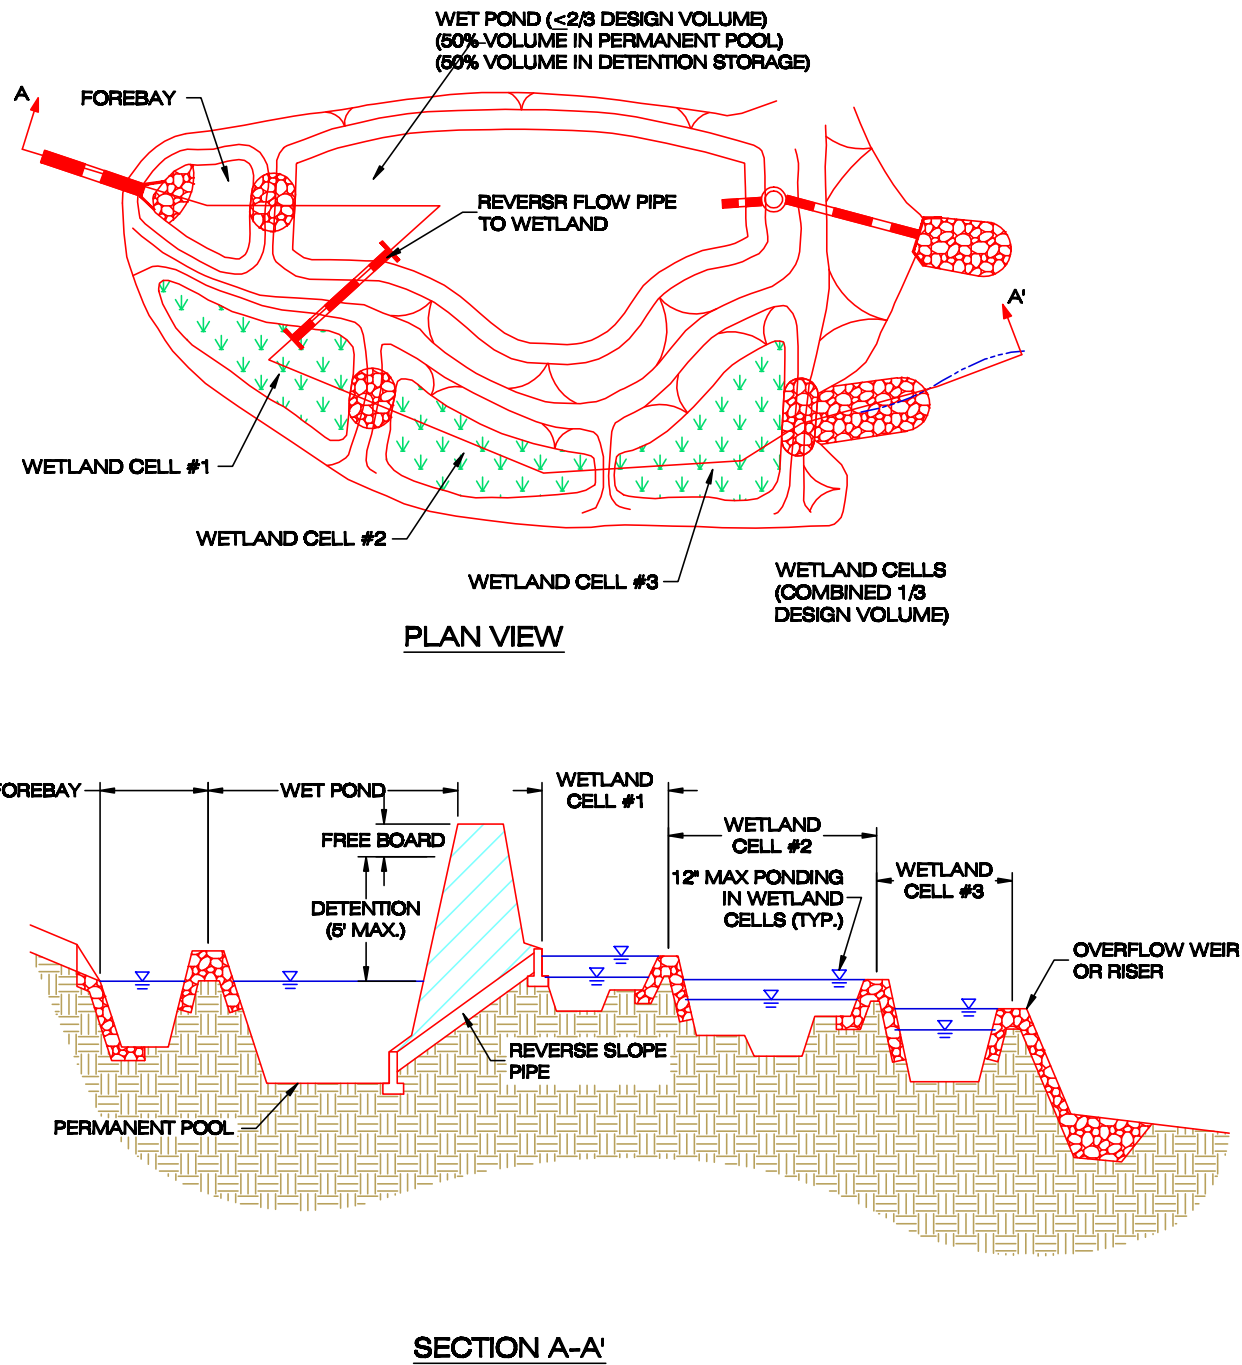 WET POND (<2/3 DESIGN VOLUME)
(50% VOLUME IN PERMANENT POOL)
(50% VOLUME IN DETENTION STORAGE)
A
FOREBAY
REVERSR FLOW PIPE
TO WETLAND
A'
WETLAND CELL #1
WETLAND CELL #2
WETLAND CELL #3
WETLAND CELLS
(COMBINED 1/3
DESIGN VOLUME)
PLAN VIEW
FOREBAY
WET POND
WETLAND
CELL #1
FREE BOARD
WETLAND
CELL #2
WETLAND
CELL #3
12" MAX PONDING
IN WETLAND
CELLS (TYP.)
DETENTION
(5' MAX.)
OVERFLOW WEIR
OR RISER
REVERSE SLOPE
PIPE
PERMANENT POOL
SECTION A-A'